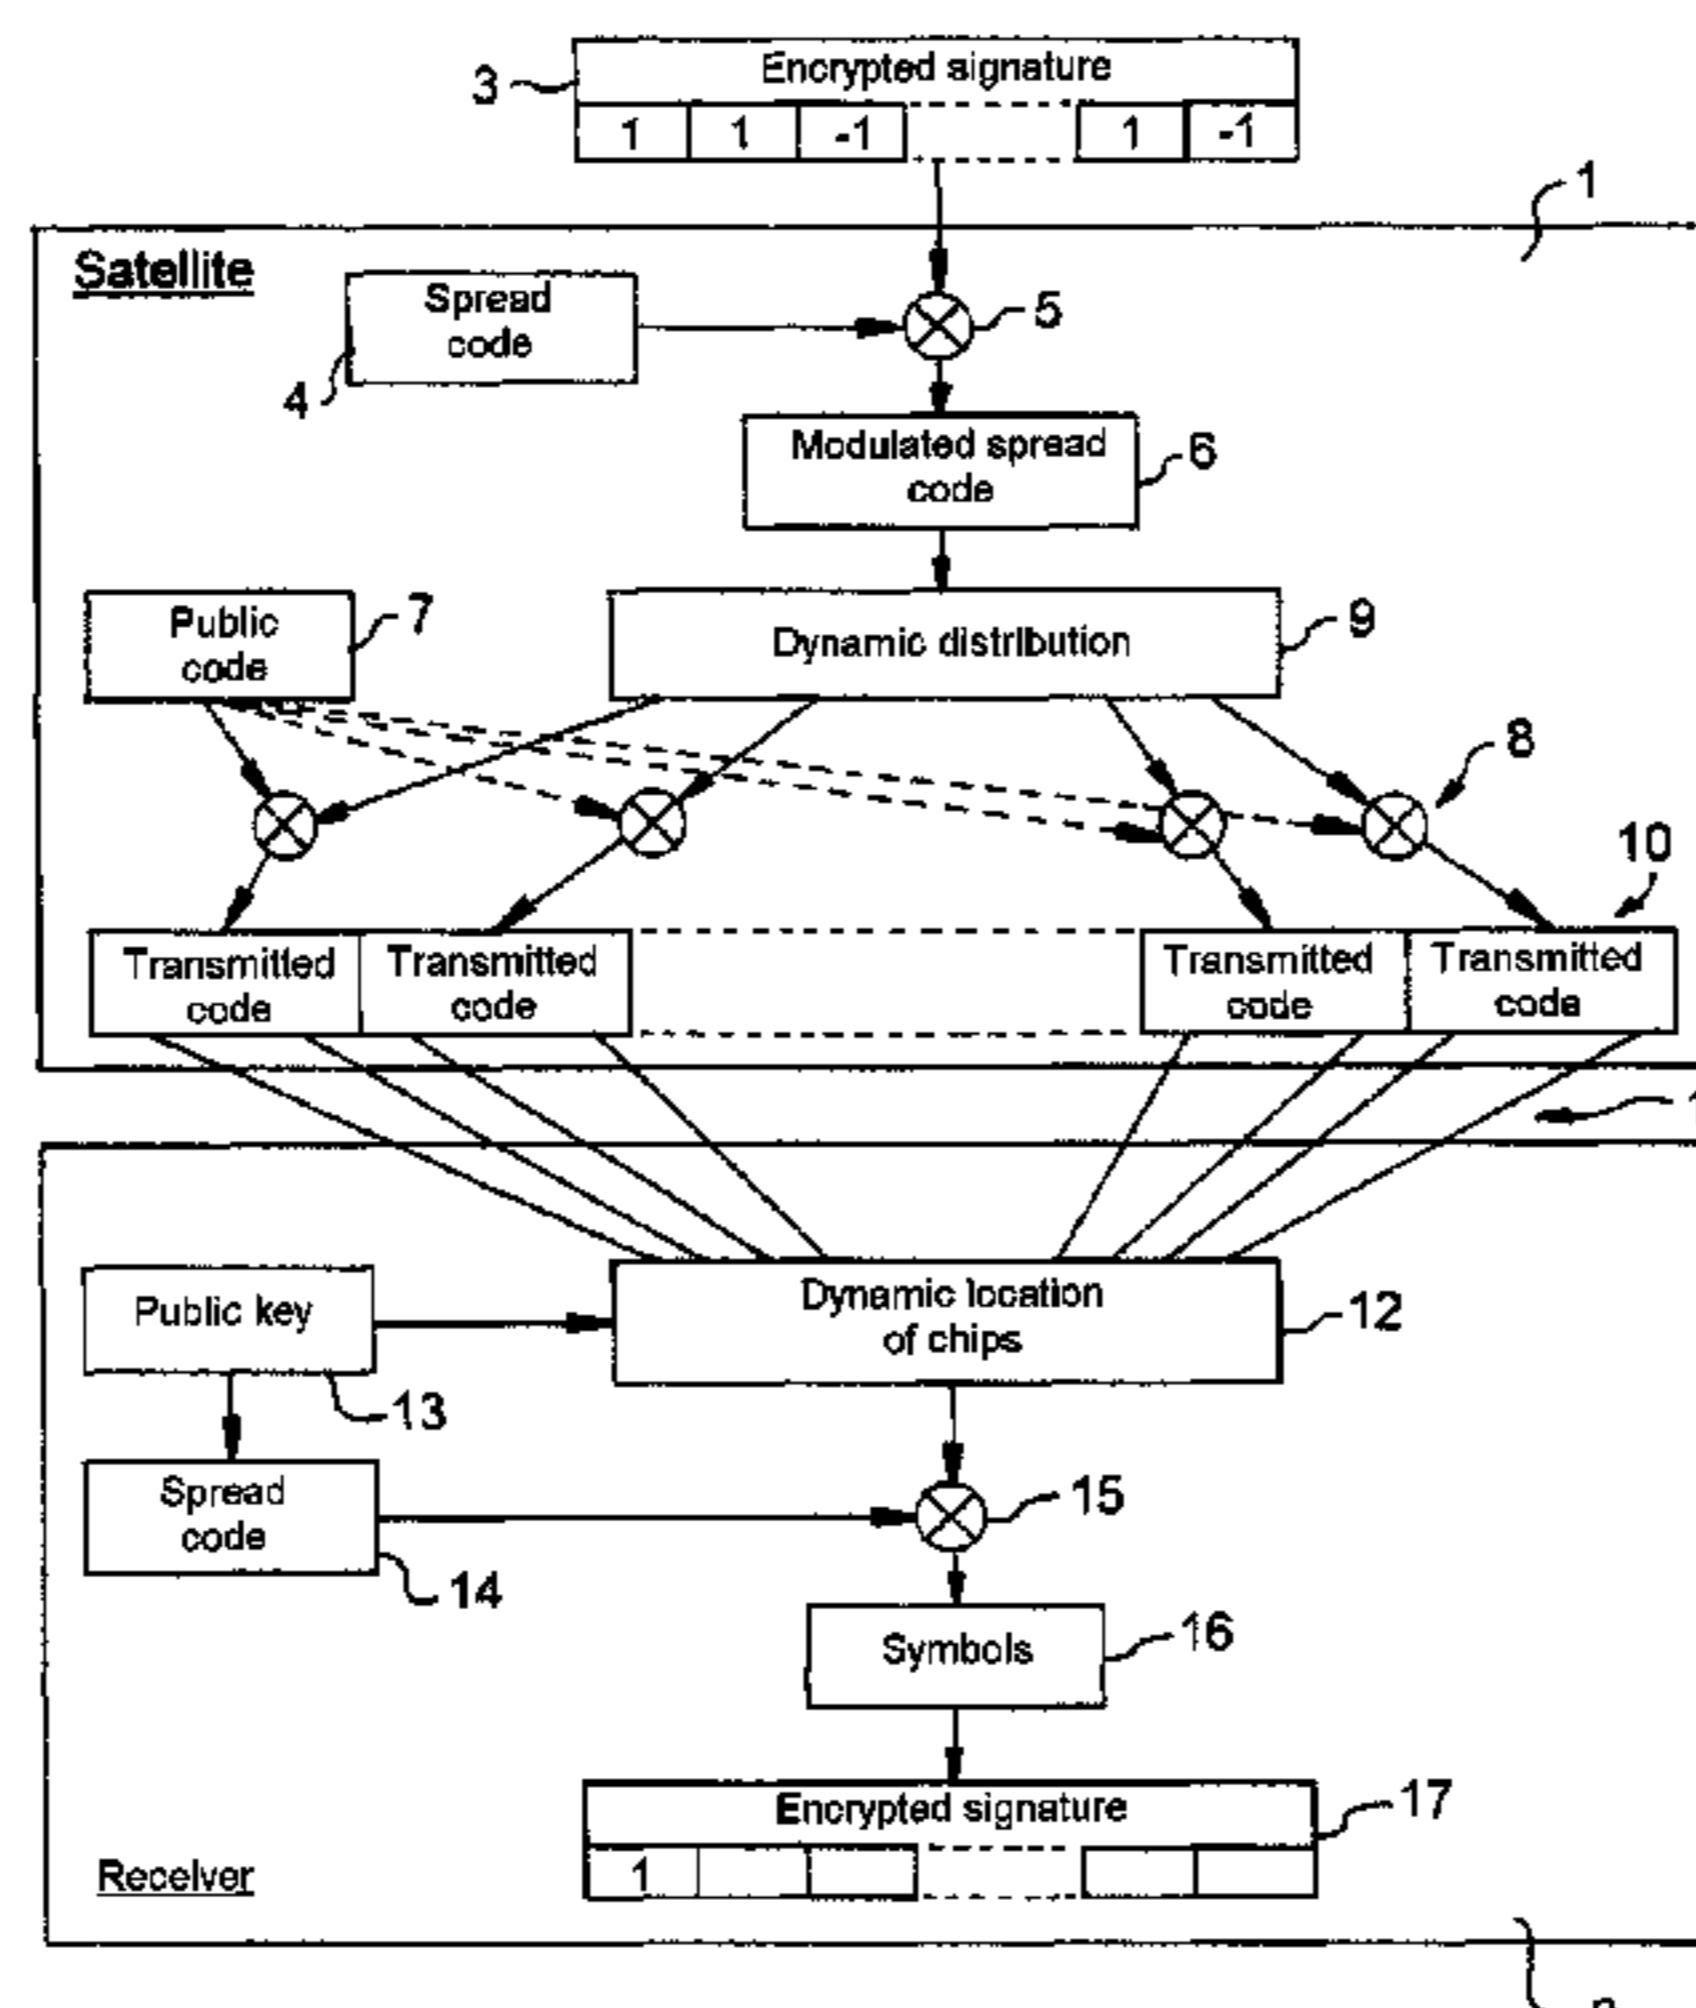 Encrypted signature
3
1 1 -1 1 -1
1
Satellite
Spread
code
4
5
Modulated spread
code
6
Public
code
7
Dynamic distribution
9
8
10
Transmitted
code
Transmitted
code
Transmitted
code
Transmitted
code
Public key
13
Dynamic location
of chips
12
Spread
code
14
15
Symbols
16
Encrypted signature
17
1
Receiver